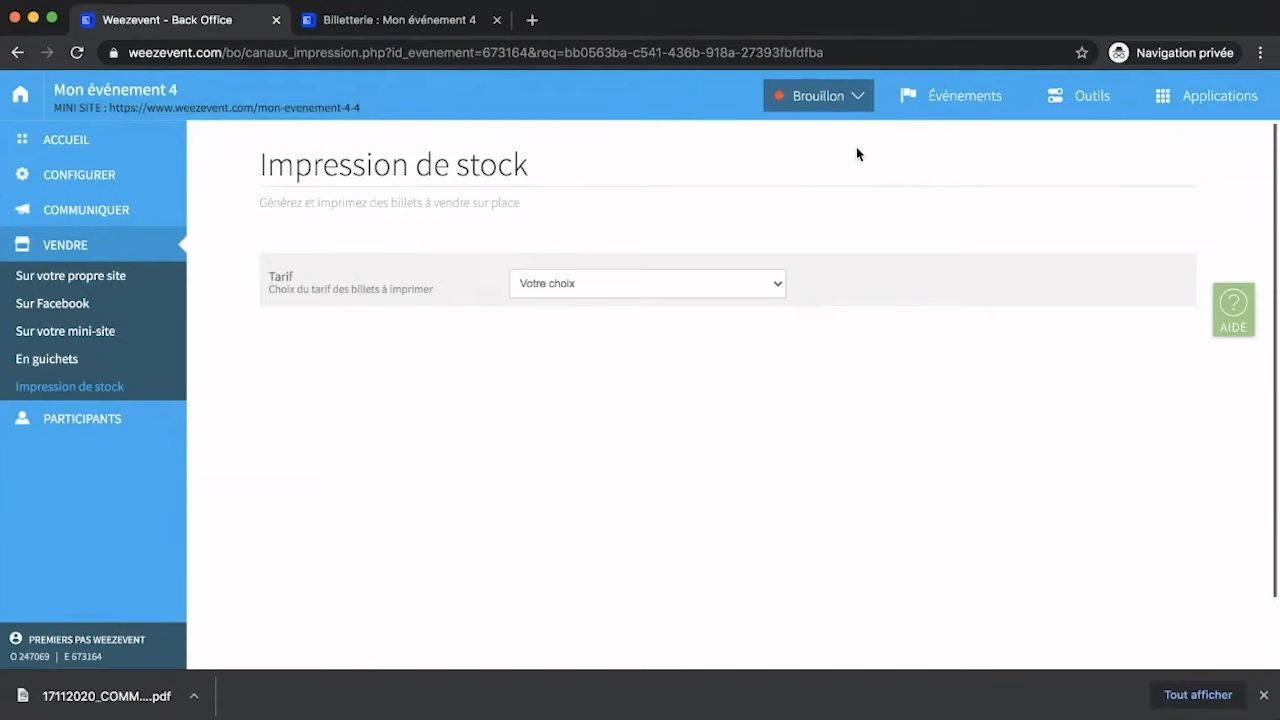 Weezevent - Back Office
Billetterie : Mon événement 4
weezevent.com/bo/canaux_impression.php?id_evenement=673164&req=bb0563ba-c541-436b-918a-27393fbfdfba
Navigation privée
Mon événement 4
MINI SITE : https://www.weezevent.com/mon-evenement-4-4
Brouillon
Événements
Outils
Applications
ACCUEIL
CONFIGURER
COMMUNIQUER
VENDRE
Sur votre propre site
Sur Facebook
Sur votre mini-site
En guichets
Impression de stock
PARTICIPANTS
PREMIERS PAS WEEZEVENT
O 247069 | E 673164
Impression de stock
Générez et imprimez des billets à vendre sur place
Tarif
Choix du tarif des billets à imprimer
Votre choix
?
AIDE
17112020_COMM....pdf
Tout afficher